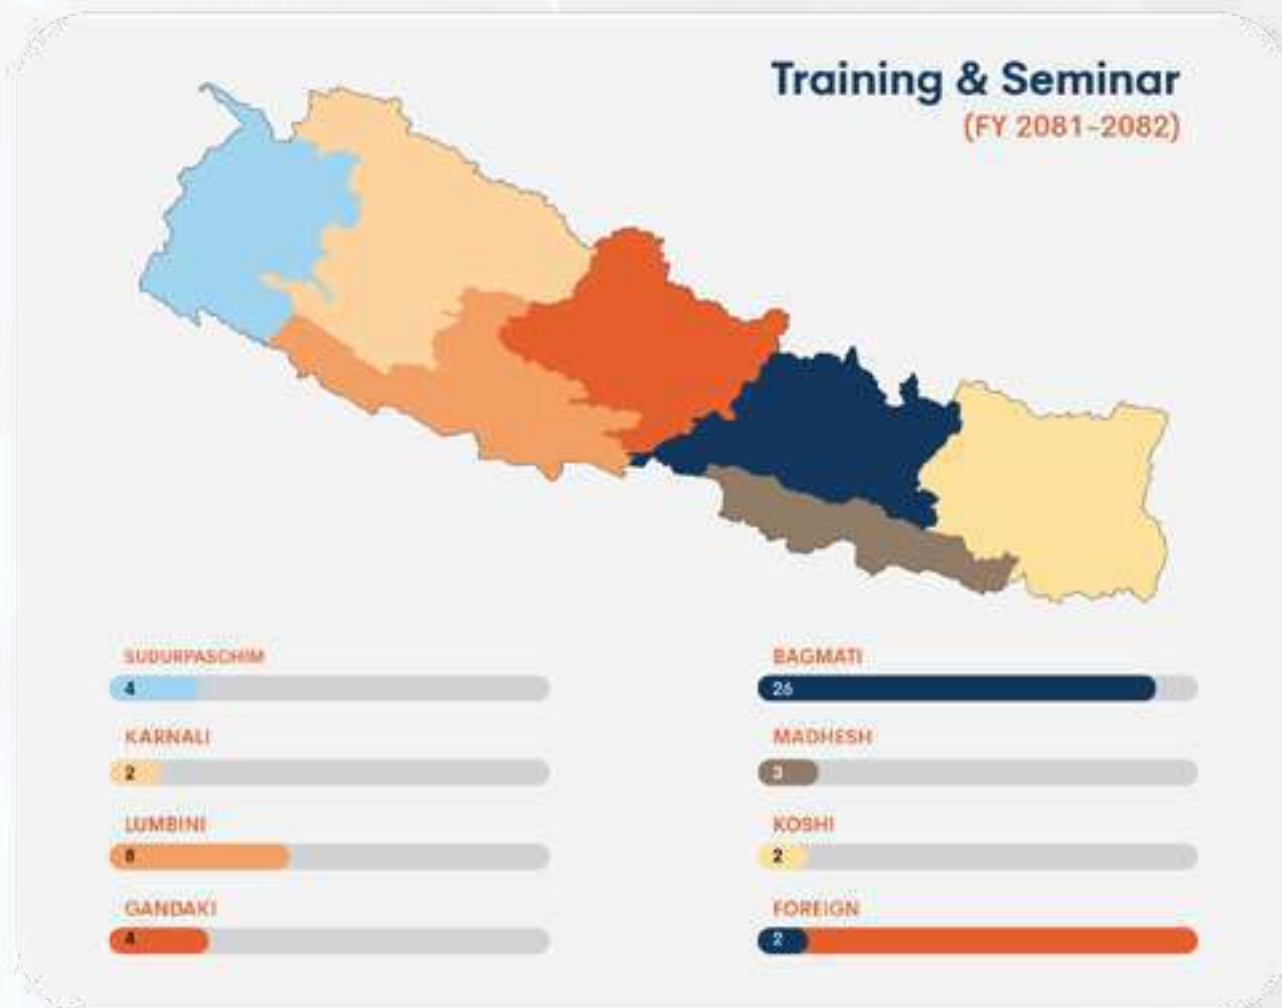 Training & Seminar
(FY 2081-2082)
SUDURPASCHIM
4
KARNALI
2
LUMBINI
8
GANDAKI
4
BAGMATI
26
MADHESH
3
KOSHI
2
FOREIGN
2